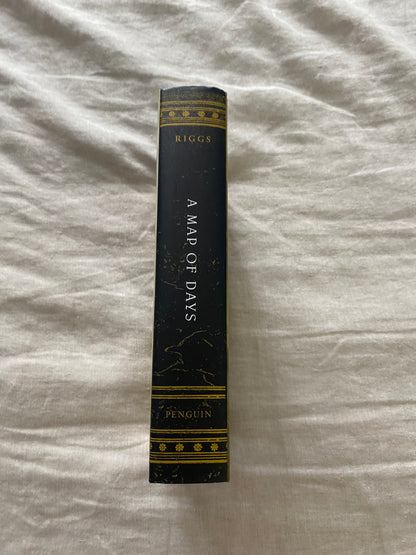 RIGGS
A MAP OF DAYS
PENGUIN